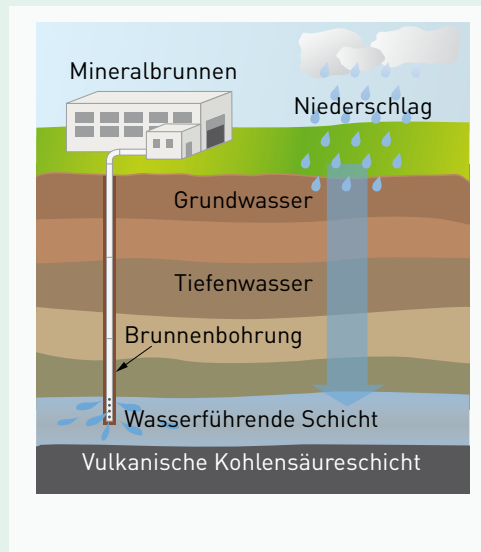 Mineralbrunnen
Niederschlag
Grundwasser
Tiefenwasser
Brunnenbohrung
Wasserführende Schicht
Vulkanische Kohlensäureschicht